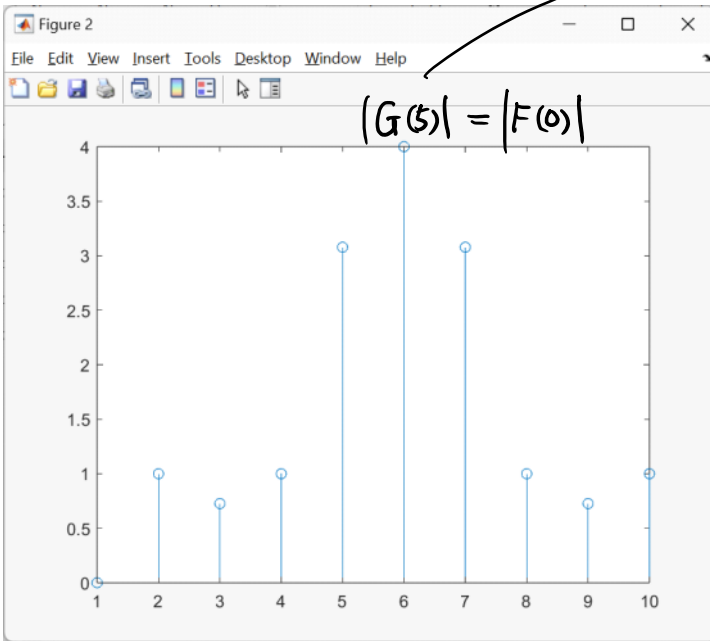 Figure 2
File Edit View Insert Tools Desktop Window Help
|G(5)| = |F(0)|
4
3.5
3
2.5
2
1.5
1
0.5
0
1 2 3 4 5 6 7 8 9 10